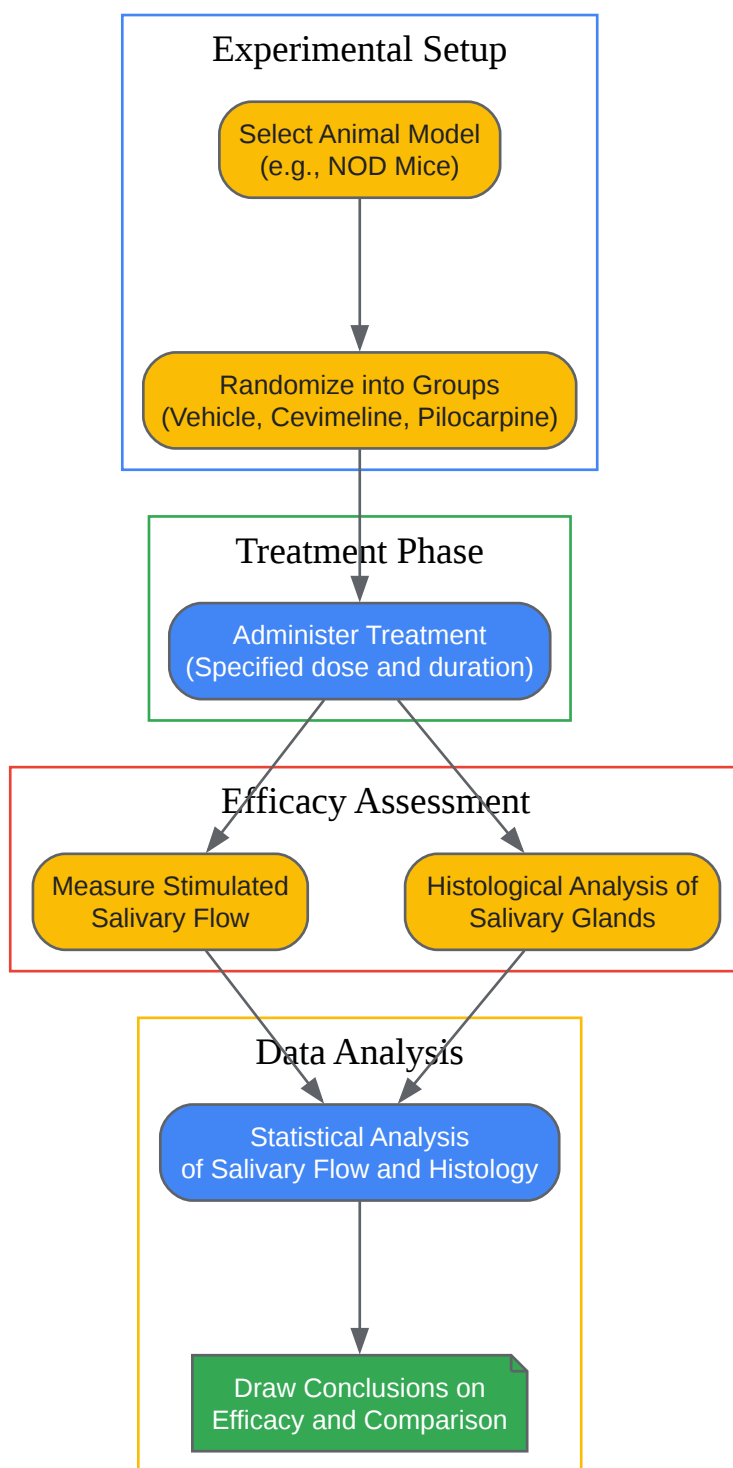 Experimental Setup
Select Animal Model
(e.g., NOD Mice)
Randomize into Groups
(Vehicle, Cevimeline, Pilocarpine)
Treatment Phase
Administer Treatment
(Specified dose and duration)
Efficacy Assessment
Measure Stimulated
Salivary Flow
Histological Analysis of
Salivary Glands
Data Analysis
Statistical Analysis
of Salivary Flow and Histology
Draw Conclusions on
Efficacy and Comparison